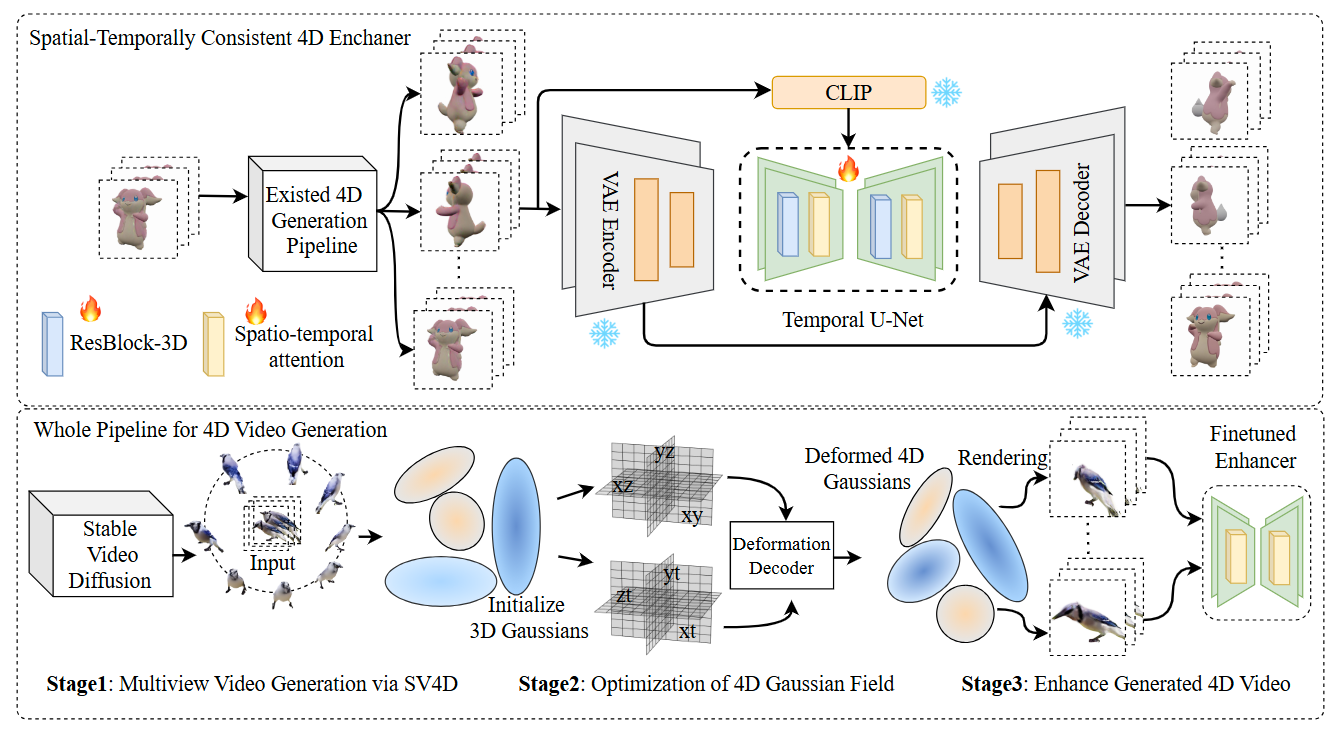 Spatial-Temporally Consistent 4D Enchaner
Existed 4D
Generation
Pipeline
CLIP
VAE Encoder
VAE Decoder
Temporal U-Net
ResBlock-3D
Spatio-temporal
attention
Whole Pipeline for 4D Video Generation
Stable
Video
Diffusion
Input
Initialize
3D Gaussians
yz
xz
xy
yt
zt
xt
Deformation
Decoder
Deformed 4D
Gaussians
Rendering
Finetuned
Enhancer
Stage1: Multiview Video Generation via SV4D
Stage2: Optimization of 4D Gaussian Field
Stage3: Enhance Generated 4D Video